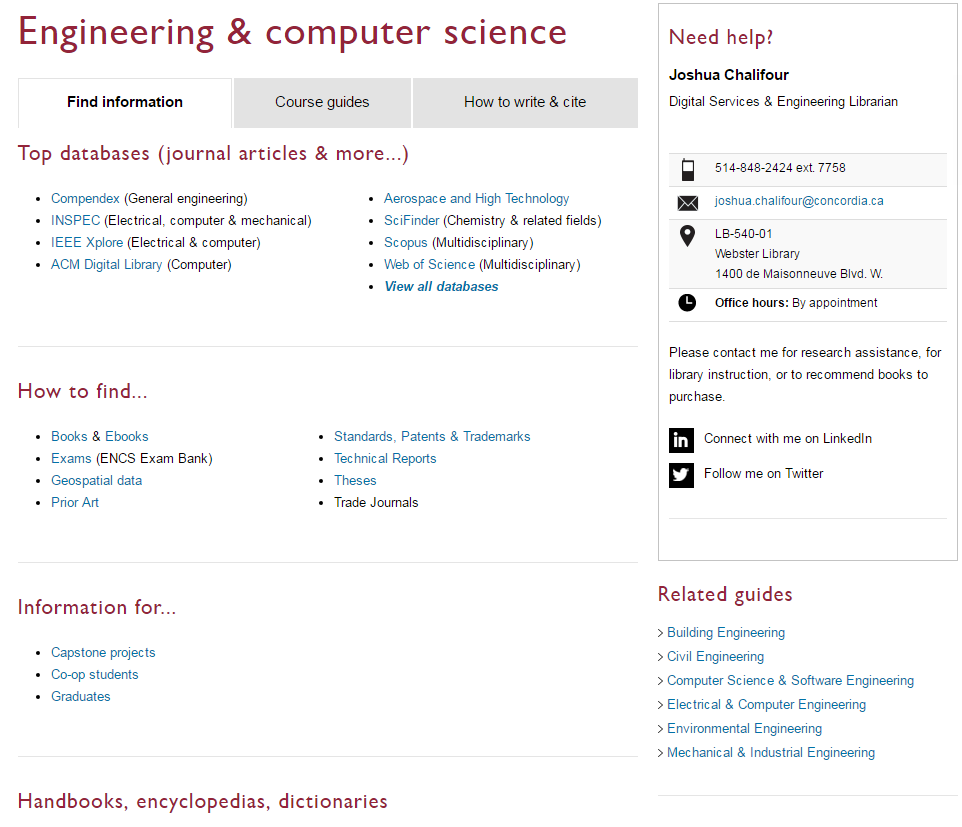 Engineering & computer science
Find information
Course guides
How to write & cite
Top databases (journal articles & more...)
Compendex (General engineering)
INSPEC (Electrical, computer & mechanical)
IEEE Xplore (Electrical & computer)
ACM Digital Library (Computer)
Aerospace and High Technology
SciFinder (Chemistry & related fields)
Scopus (Multidisciplinary)
Web of Science (Multidisciplinary)
View all databases
How to find...
Books & Ebooks
Exams (ENCS Exam Bank)
Geospatial data
Prior Art
Standards, Patents & Trademarks
Technical Reports
Theses
Trade Journals
Information for...
Capstone projects
Co-op students
Graduates
Handbooks, encyclopedias, dictionaries
Need help?
Joshua Chalifour
Digital Services & Engineering Librarian
514-848-2424 ext. 7758
joshua.chalifour@concordia.ca
LB-540-01
Webster Library
1400 de Maisonneuve Blvd. W.
Office hours: By appointment
Please contact me for research assistance, for
library instruction, or to recommend books to
purchase.
in Connect with me on LinkedIn
Follow me on Twitter
Related guides
> Building Engineering
> Civil Engineering
> Computer Science & Software Engineering
> Electrical & Computer Engineering
> Environmental Engineering
> Mechanical & Industrial Engineering